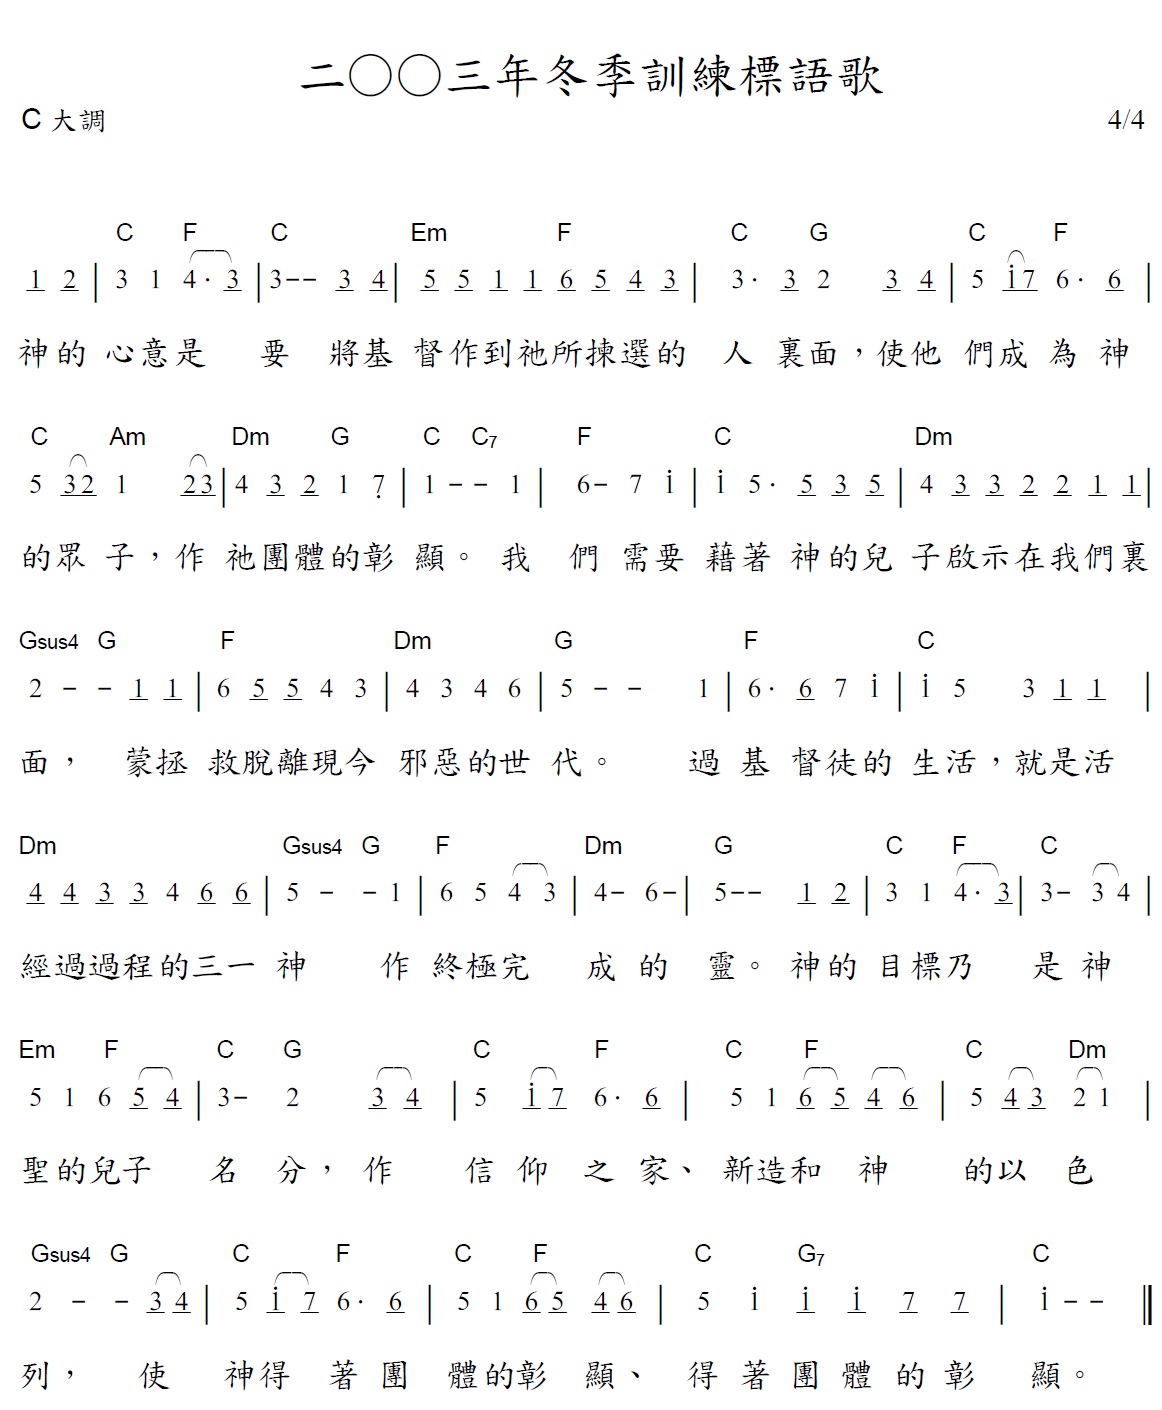 二〇〇三年冬季訓練標語歌
C 大調 4/4
C F C Em F C G C F
1 2 | 3 1 4· 3 | 3-- 3 4 | 5 5 1 1 6 5 4 3 | 3· 3 2 3 4 | 5 i 7 6· 6 |
神的 心意是 要 將基 督作到祂所揀選的 人 裏面，使他 們成 為 神
C Am Dm G C C7 F C Dm
5 3 2 1 2 3 | 4 3 2 1 7̣ | 1 - - 1 | 6- 7 i | i 5· 5 3 5 | 4 3 3 2 2 1 1 |
的眾 子，作 祂團體的彰 顯。 我 們 需要 藉著 神的兒 子啟示在我們裏
Gsus4 G F Dm G F C
2 - - 1 1 | 6 5 5 4 3 | 4 3 4 6 | 5 - - 1 | 6· 6 7 i | i 5 3 1 1 |
面， 蒙拯 救脫離現今 邪惡的世 代。 過 基 督徒的 生活，就是活
Dm Gsus4 G F Dm G C F C
4 4 3 3 4 6 6 | 5 - - 1 | 6 5 4 3 | 4- 6- | 5-- 1 2 | 3 1 4· 3 | 3- 3 4 |
經過過程的三一 神 作 終極完 成 的 靈。神的 目標乃 是 神
Em F C G C F C F C Dm
5 1 6 5 4 | 3- 2 3 4 | 5 i 7 6· 6 | 5 1 6 5 4 6 | 5 4 3 2 1 |
聖的兒子 名 分，作 信 仰 之 家、新造和 神 的以 色
Gsus4 G C F C F C G7 C
2 - - 3 4 | 5 i 7 6· 6 | 5 1 6 5 4 6 | 5 i i i 7 7 | i - - ‖
列， 使 神得 著 團 體的彰 顯、 得 著 團 體 的 彰 顯。